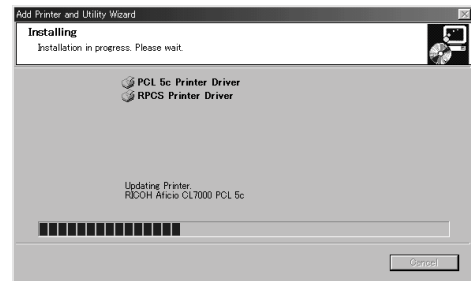 Add Printer and Utility Wizard
Installing
Installation in progress. Please wait.
PCL 5c Printer Driver
RPCS Printer Driver
Updating Printer.
RICOH Aficio CL7000 PCL 5c
Cancel